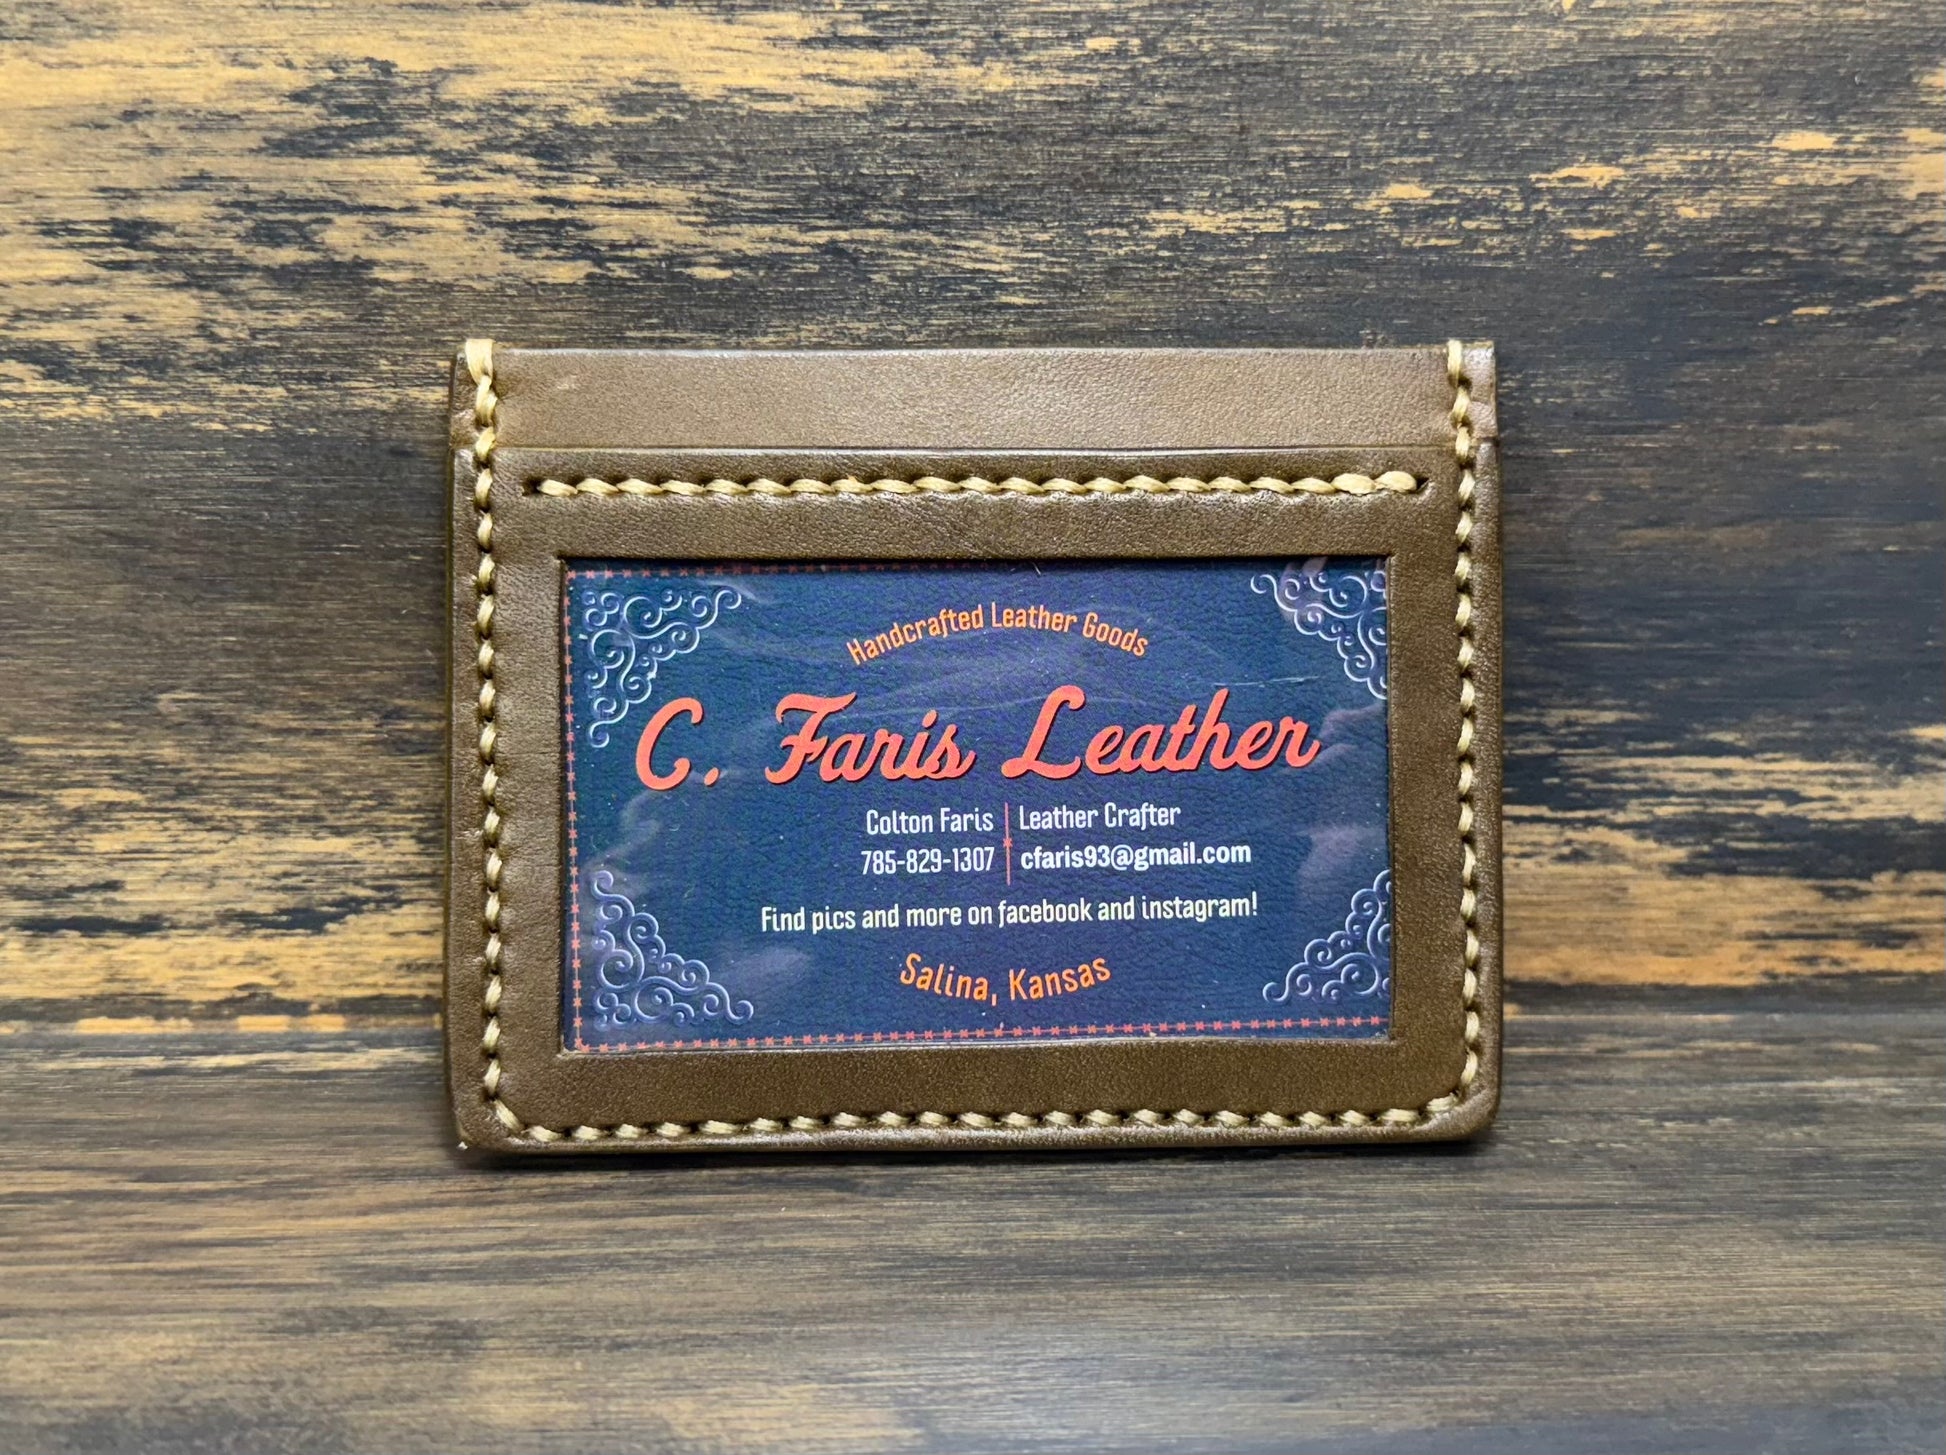 Handcrafted Leather Goods
C. Faris Leather
Colton Faris | Leather Crafter
785-829-1307 | cfaris93@gmail.com
Find pics and more on facebook and instagram!
Salina, Kansas